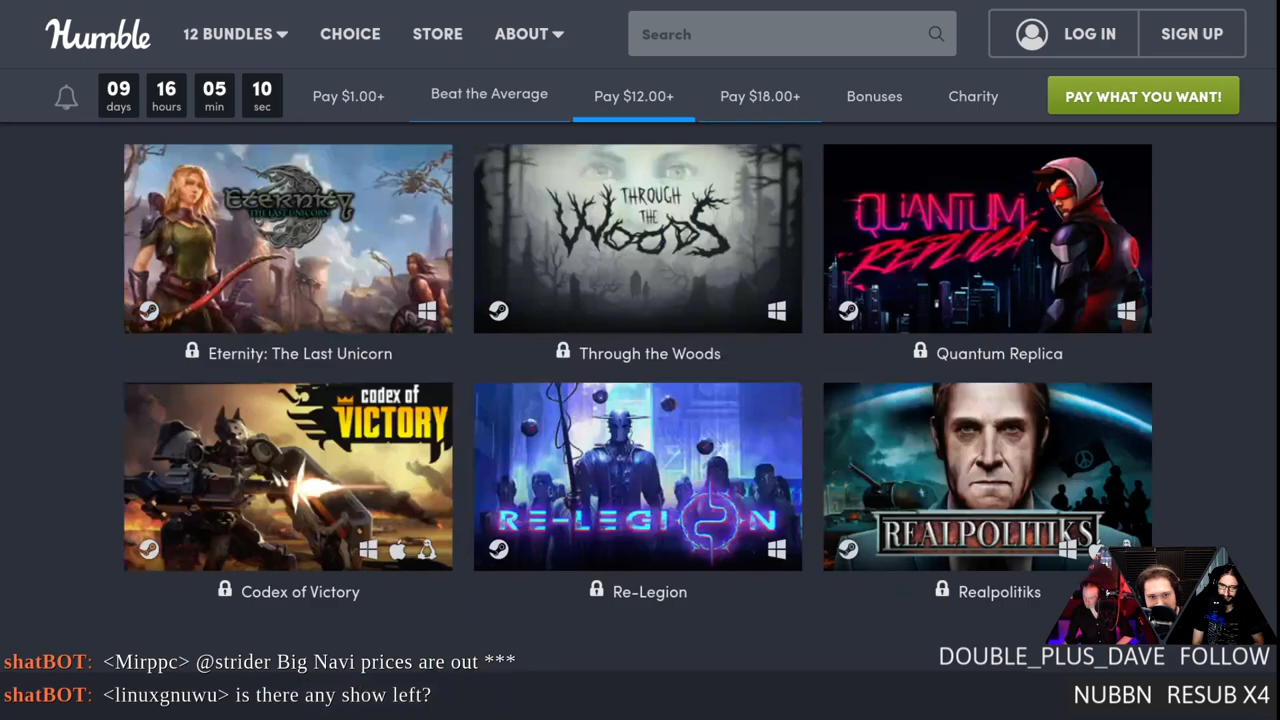 Humble
12 BUNDLES CHOICE STORE ABOUT Search LOG IN SIGN UP
09 days 16 hours 05 min 10 sec Pay $1.00+ Beat the Average Pay $12.00+ Pay $18.00+ Bonuses Charity PAY WHAT YOU WANT!
ETERNITY
THE LAST UNICORN
THROUGH
THE
WOODS
QUANTUM
REPLICA
Eternity: The Last Unicorn Through the Woods Quantum Replica
codex of
VICTORY
RE-LEGION
REALPOLITIKS
Codex of Victory Re-Legion Realpolitiks
shatBOT: <Mirppc> @strider Big Navi prices are out ***
DOUBLE_PLUS_DAVE FOLLOW
shatBOT: <linuxgnuwu> is there any show left?
NUBBN RESUB X4